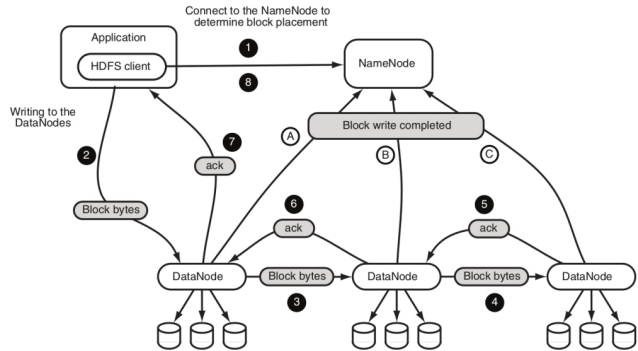 Connect to the NameNode to
determine block placement
Application
1
HDFS client
NameNode
8
Writing to the
DataNodes
Block write completed
7
A
2
B
C
ack
6
5
Block bytes
ack
ack
DataNode
Block bytes
DataNode
Block bytes
DataNode
3
4